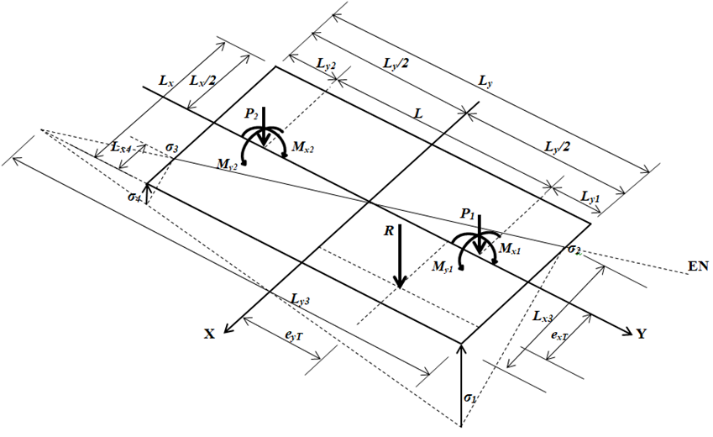 Ly2
Ly/2
Ly
Lx
Lx/2
P2
L
Lx4
σ3
Mx2
My2
Ly/2
Ly1
σ4
P1
R
Mx1
My1
σ2
EN
Ly3
Lx3
X
eyT
exT
Y
σ1